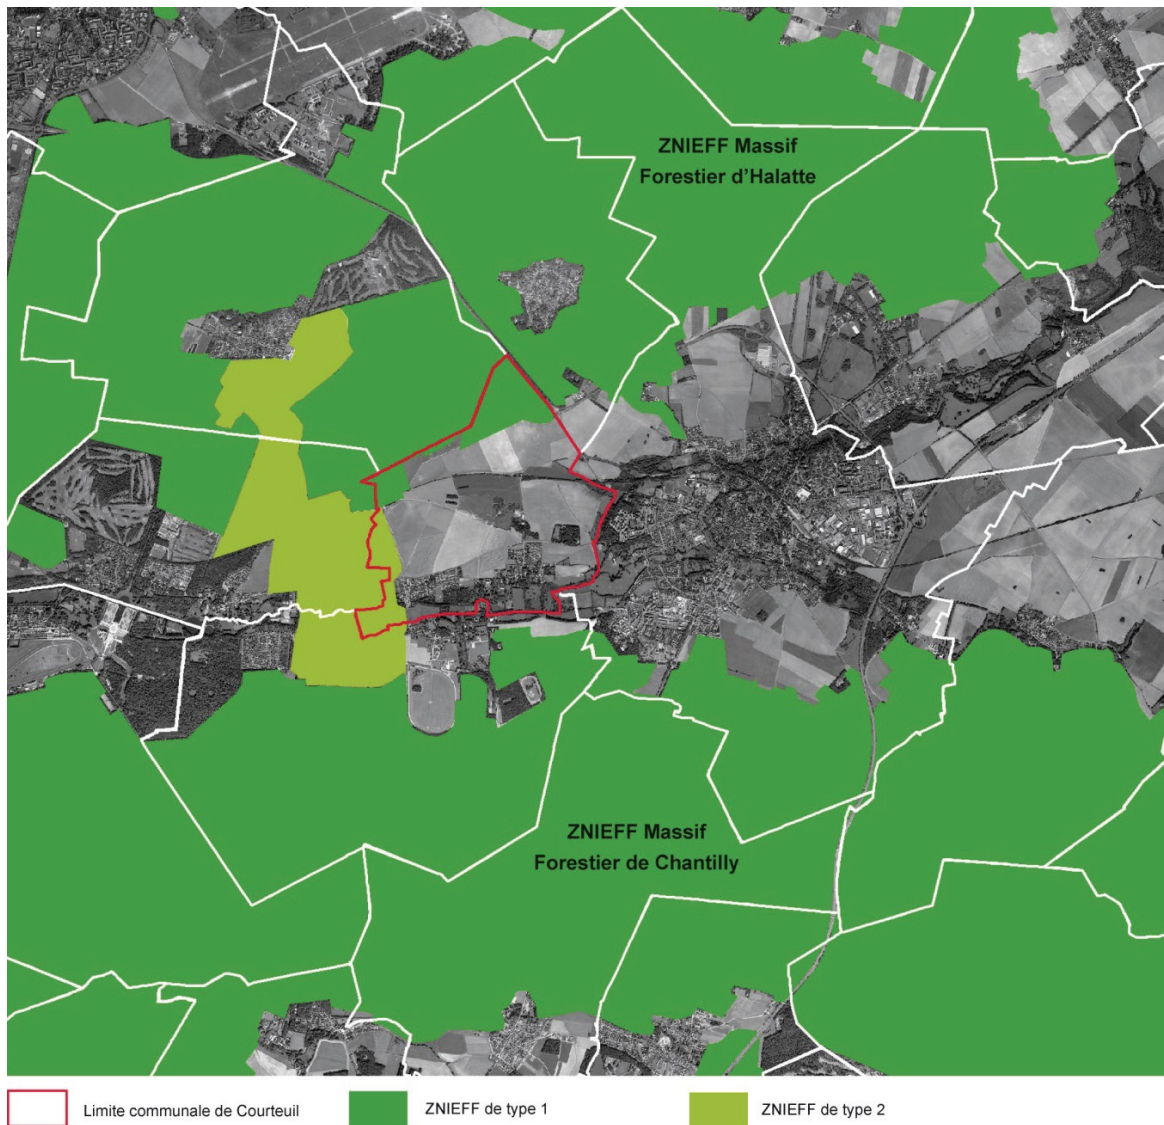 ZNIEFF Massif
Forestier d'Halatte
ZNIEFF Massif
Forestier de Chantilly
Limite communale de Courteuil
ZNIEFF de type 1
ZNIEFF de type 2